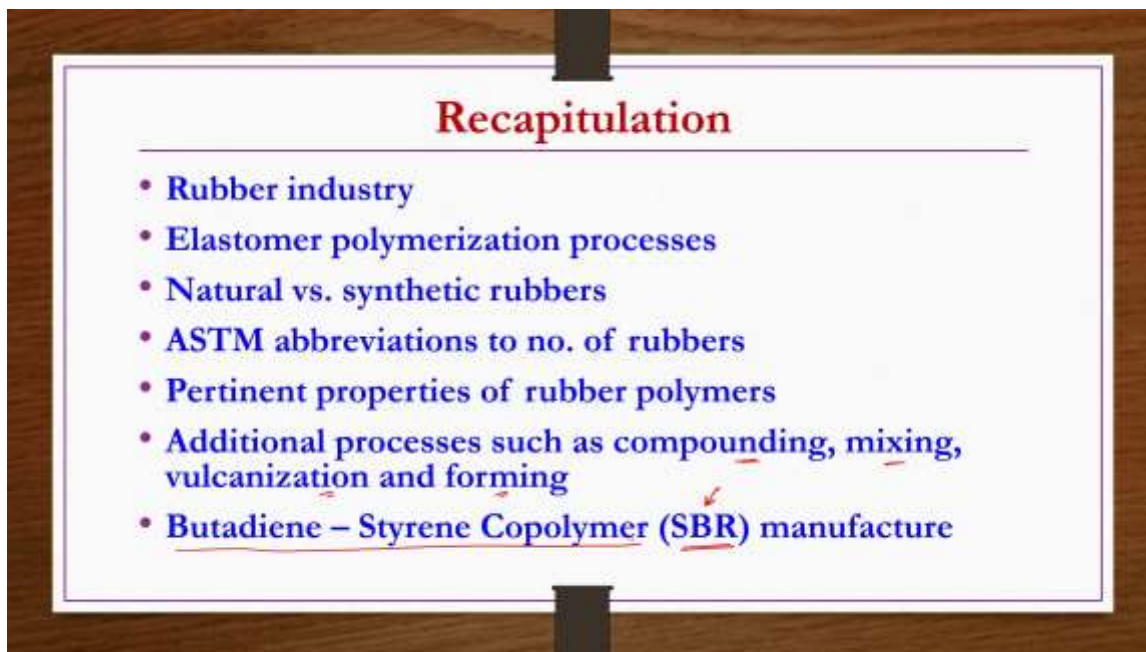 Recapitulation
• Rubber industry
• Elastomer polymerization processes
• Natural vs. synthetic rubbers
• ASTM abbreviations to no. of rubbers
• Pertinent properties of rubber polymers
• Additional processes such as compounding, mixing,
vulcanization and forming
• Butadiene – Styrene Copolymer (SBR) manufacture